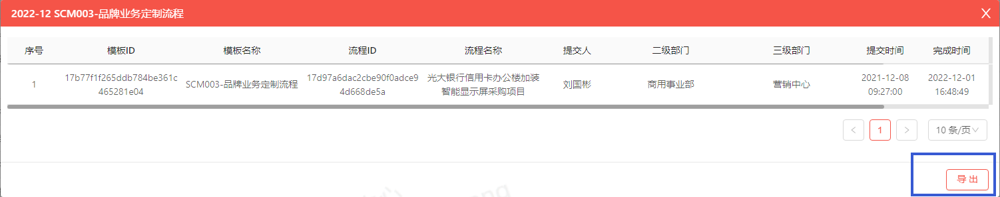 2022-12 SCM003-品牌业务定制流程
序号 模板ID 模板名称 流程ID 流程名称 提交人 二级部门 三级部门 提交时间 完成时间
17b77f1f265ddb784be361c 17d97a6dac2cbe90f0adce9 光大银行信用卡办公楼加装 2021-12-08 2022-12-01
1 SCM003-品牌业务定制流程 刘国彬 商用事业部 营销中心
465281e04 4d668de5a 智能显示屏采购项目 09:27:00 16:48:49
1 10 条/页
导 出